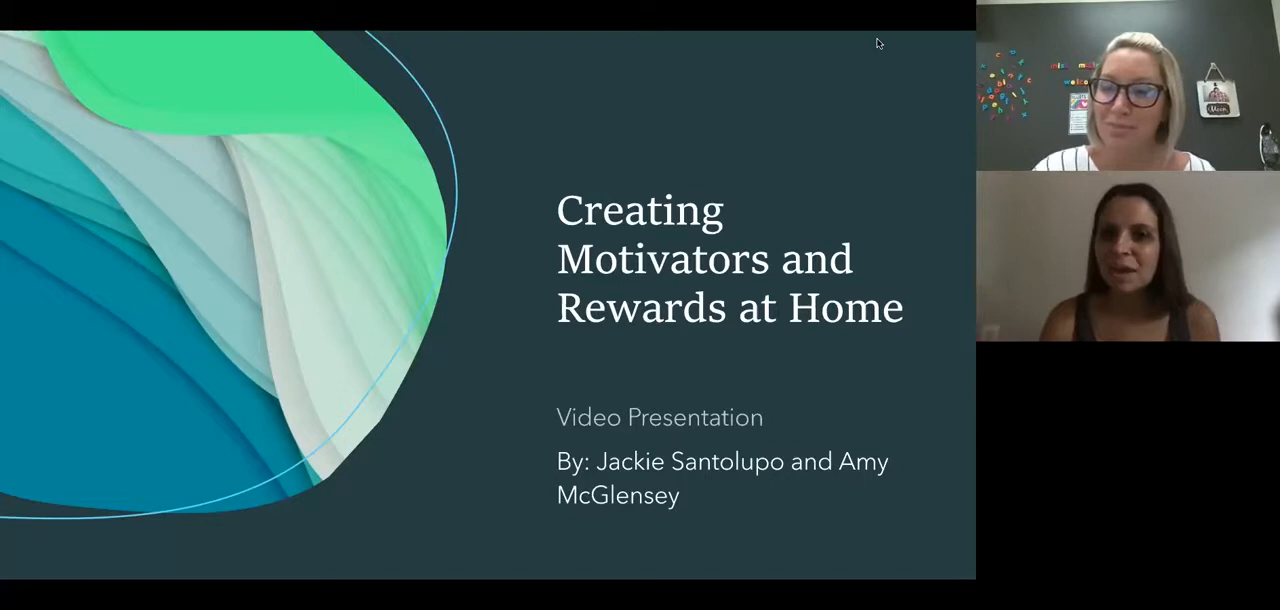 Creating
Motivators and
Rewards at Home
Video Presentation
By: Jackie Santolupo and Amy
McGlensey